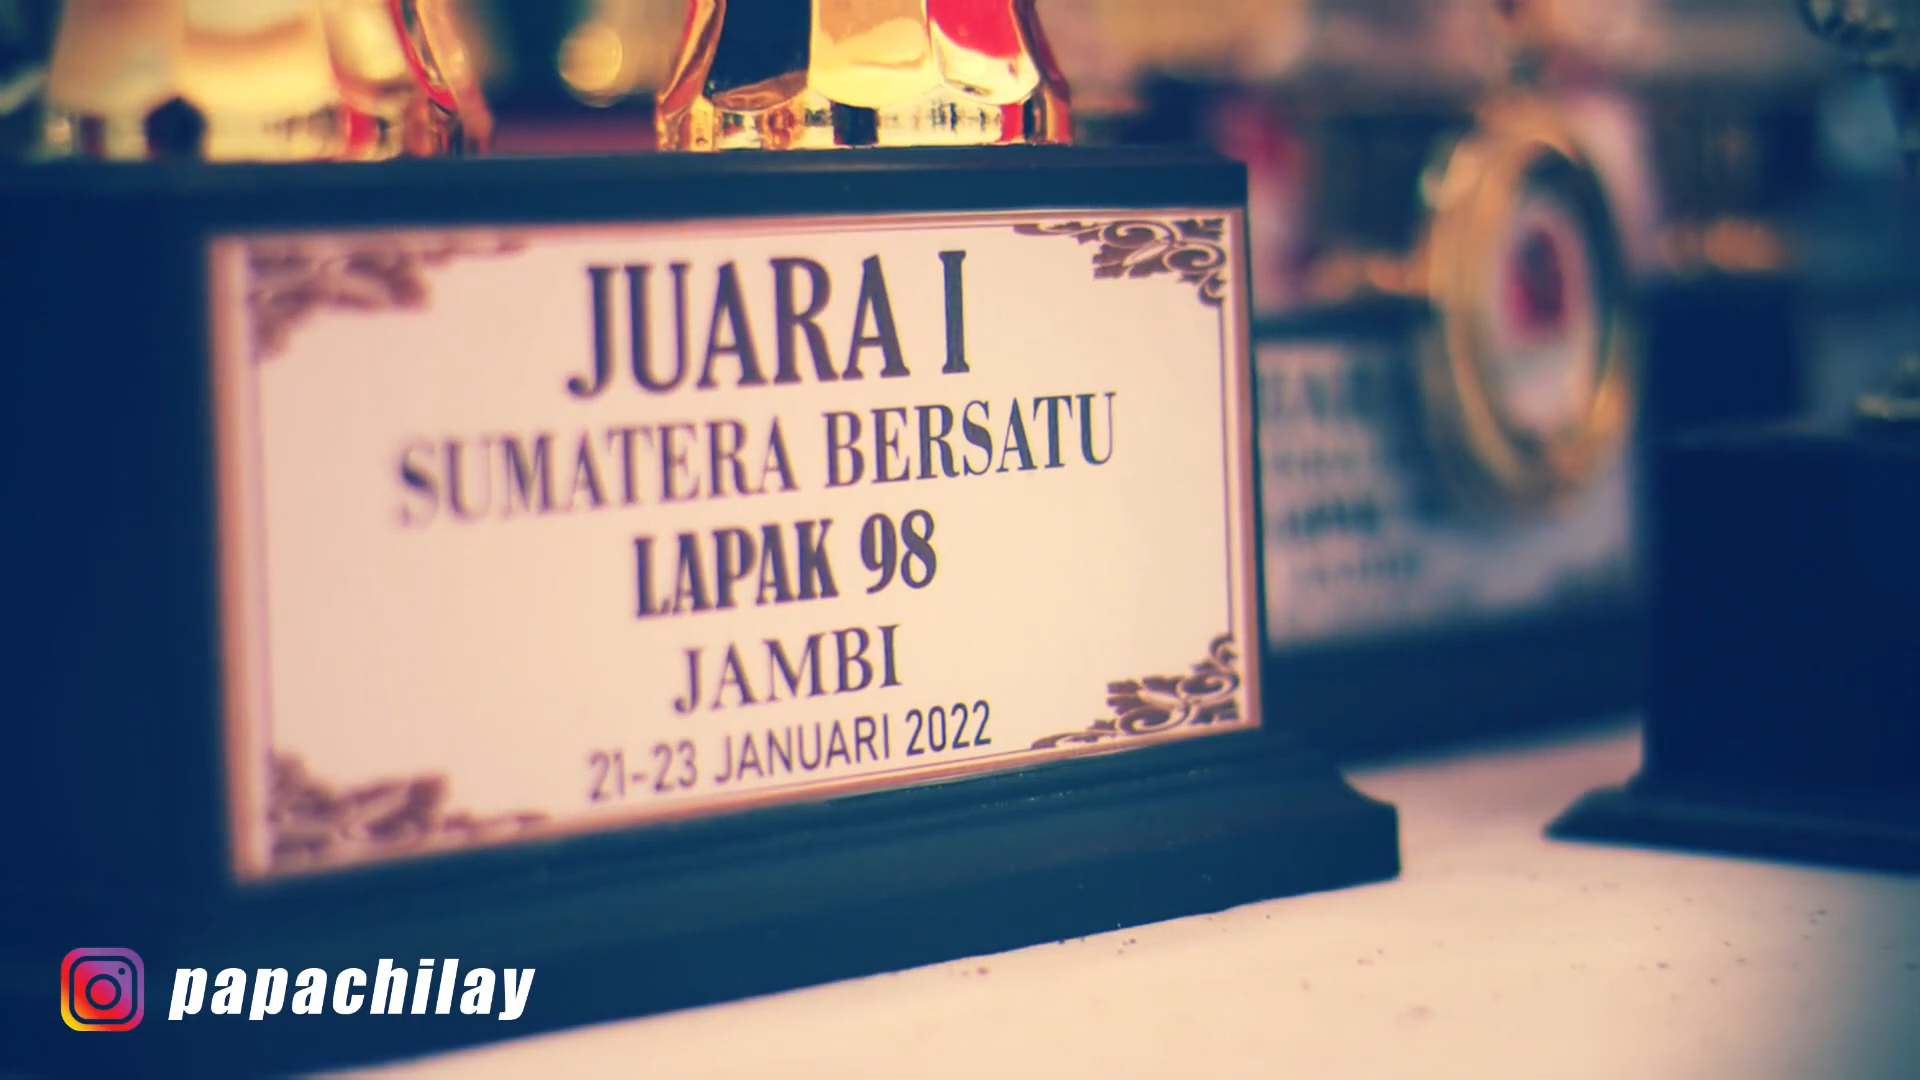 JUARA I
SUMATERA BERSATU
LAPAK 98
JAMBI
21-23 JANUARI 2022
papachilay